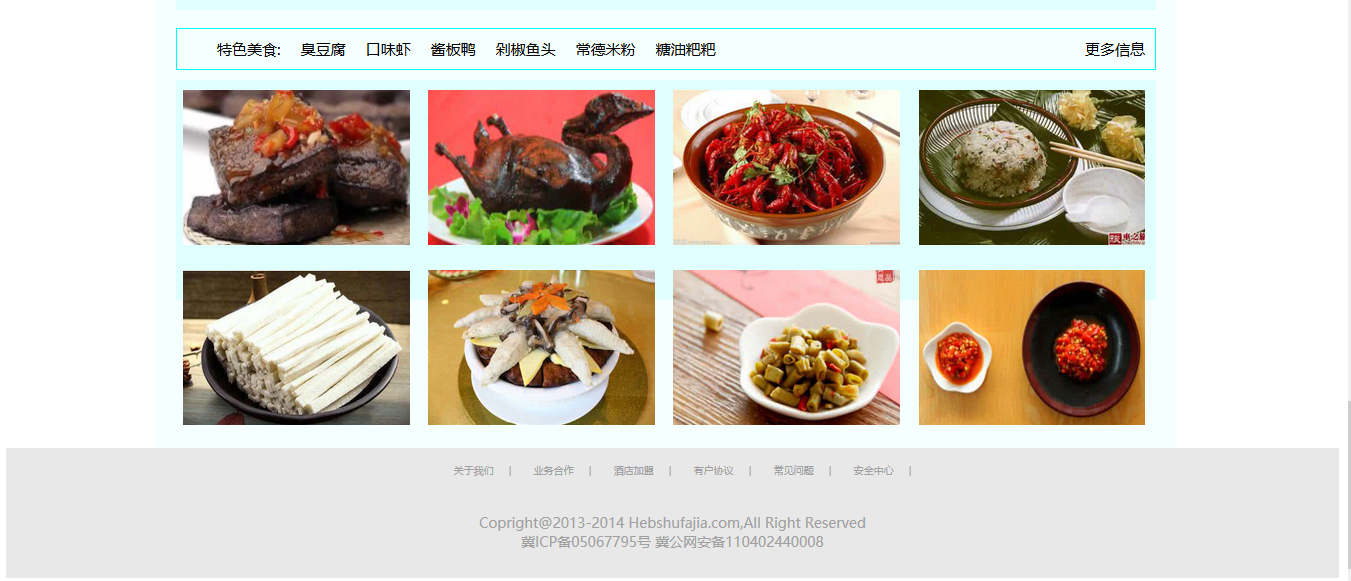 特色美食: 臭豆腐 口味虾 酱板鸭 剁椒鱼头 常德米粉 糖油粑粑 更多信息
关于我们 | 业务合作 | 酒店加盟 | 有户协议 | 常见问题 | 安全中心 |
Copright@2013-2014 Hebshufajia.com,All Right Reserved
冀ICP备05067795号 冀公网安备110402440008